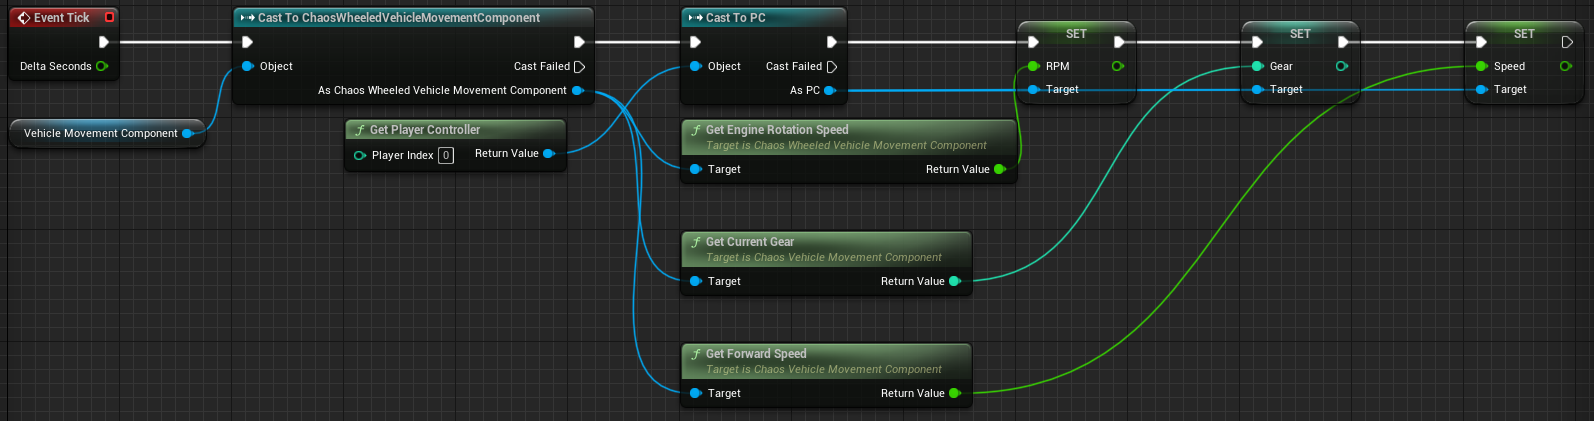 Event Tick
Delta Seconds
Vehicle Movement Component
Cast To ChaosWheeledVehicleMovementComponent
Object
Cast Failed
As Chaos Wheeled Vehicle Movement Component
f Get Player Controller
Player Index 0 Return Value
Cast To PC
Object
Cast Failed
As PC
f Get Engine Rotation Speed
Target is Chaos Wheeled Vehicle Movement Component
Target Return Value
f Get Current Gear
Target is Chaos Vehicle Movement Component
Target Return Value
f Get Forward Speed
Target is Chaos Vehicle Movement Component
Target Return Value
SET
RPM
Target
SET
Gear
Target
SET
Speed
Target